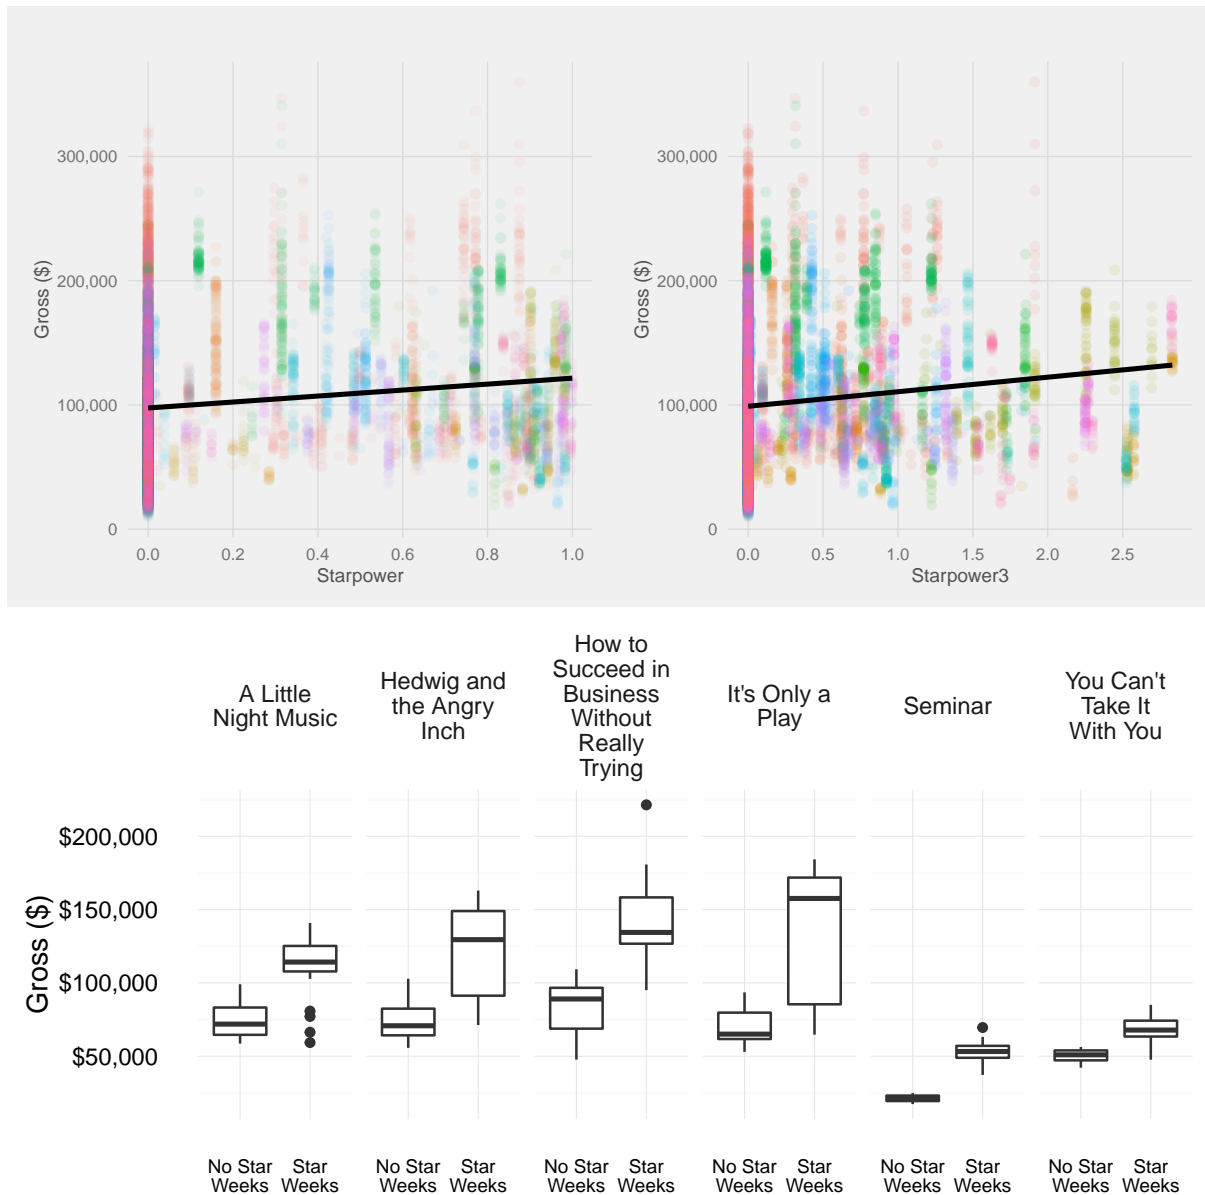 300,000
200,000
100,000
0
Gross ($)
0.0 0.2 0.4 0.6 0.8 1.0
Starpower
300,000
200,000
100,000
0
Gross ($)
0.0 0.5 1.0 1.5 2.0 2.5
Starpower3
A Little
Night Music
Hedwig and
the Angry
Inch
How to
Succeed in
Business
Without
Really
Trying
It's Only a
Play
Seminar
You Can't
Take It
With You
$200,000
$150,000
$100,000
$50,000
Gross ($)
No Star
Weeks
Star
Weeks
No Star
Weeks
Star
Weeks
No Star
Weeks
Star
Weeks
No Star
Weeks
Star
Weeks
No Star
Weeks
Star
Weeks
No Star
Weeks
Star
Weeks